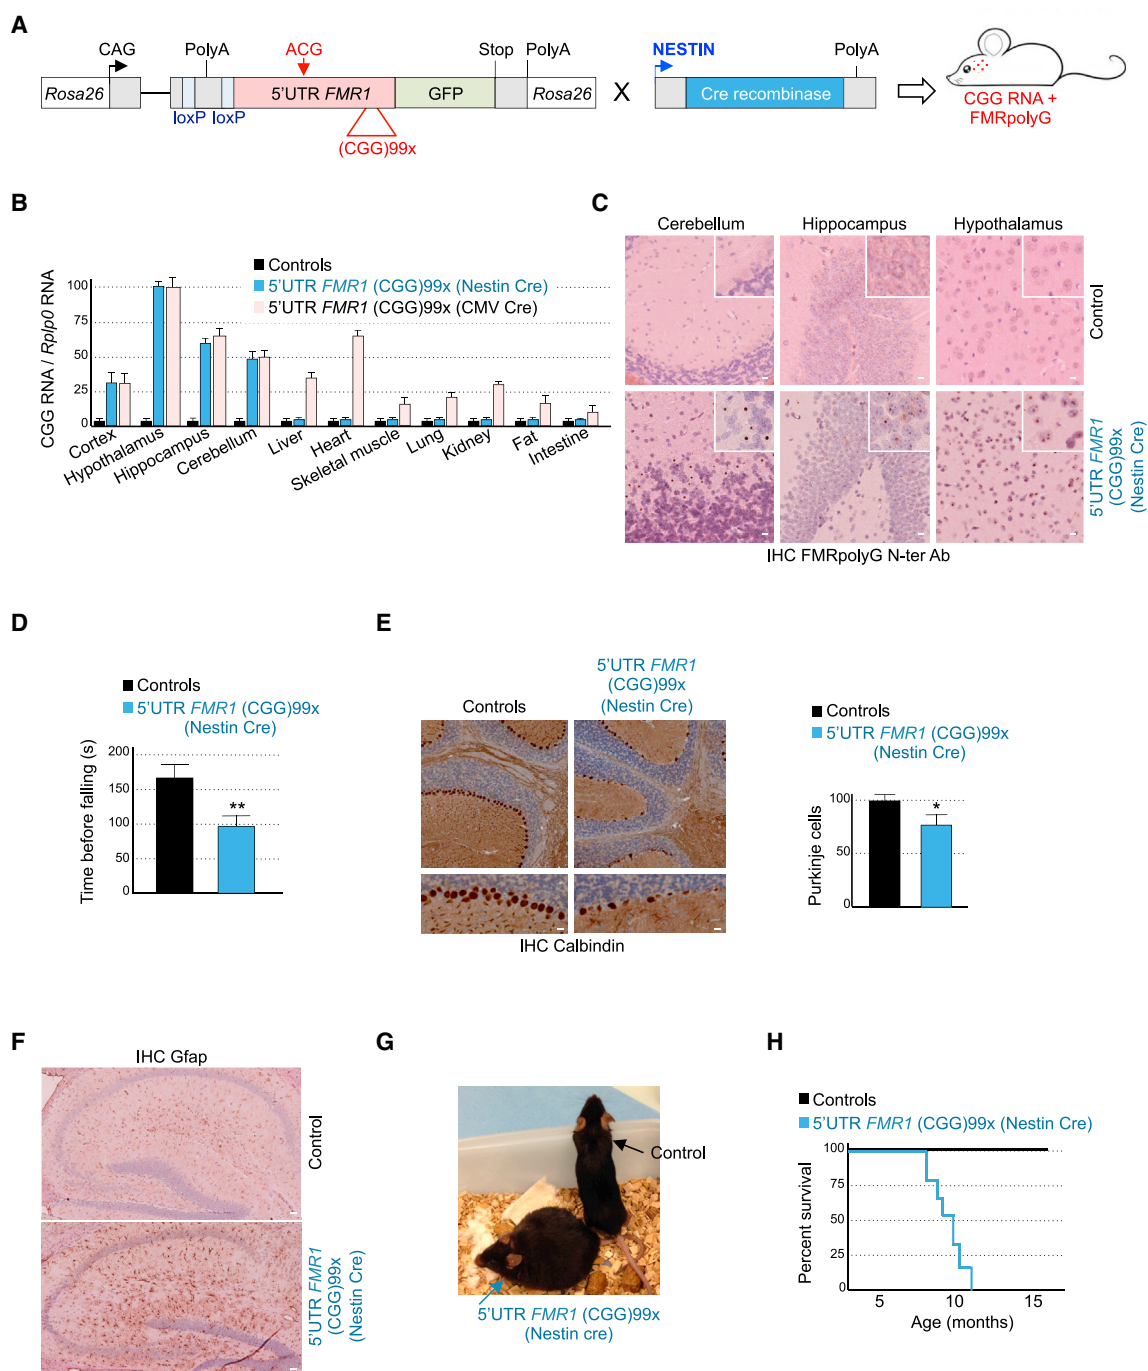 A
CAG
PolyA
ACG
Stop
PolyA
NESTIN
PolyA
Rosa26
5'UTR FMR1
GFP
Rosa26
X
Cre recombinase
loxP
loxP
(CGG)99x
CGG RNA +
FMRpolyG
B
Controls
5'UTR FMR1 (CGG)99x (Nestin Cre)
5'UTR FMR1 (CGG)99x (CMV Cre)
CGG RNA / Rplp0 RNA
100
75
50
25
0
Cortex
Hypothalamus
Hippocampus
Cerebellum
Liver
Heart
Skeletal muscle
Lung
Kidney
Fat
Intestine
C
Cerebellum
Hippocampus
Hypothalamus
Control
5'UTR FMR1
(CGG)99x
(Nestin Cre)
IHC FMRpolyG N-ter Ab
D
Controls
5'UTR FMR1 (CGG)99x
(Nestin Cre)
Time before falling (s)
200
150
100
50
0
**
E
Controls
5'UTR FMR1
(CGG)99x
(Nestin Cre)
IHC Calbindin
Controls
5'UTR FMR1 (CGG)99x
(Nestin Cre)
Purkinje cells
100
50
0
*
F
IHC Gfap
Control
5'UTR FMR1
(CGG)99x
(Nestin Cre)
G
Control
5'UTR FMR1 (CGG)99x
(Nestin cre)
H
Controls
5'UTR FMR1 (CGG)99x (Nestin Cre)
Percent survival
100
75
50
25
0
5
10
15
Age (months)